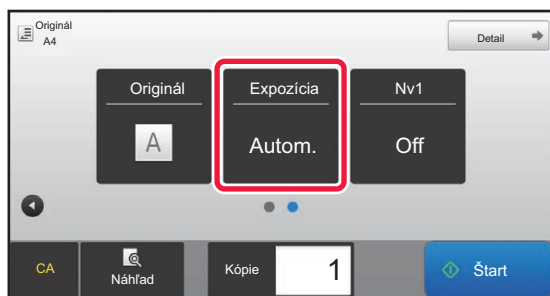 Originál
A4
Detail
Originál
Expozícia
Nv1
A
Autom.
Off
CA
Náhľad
Kópie
1
Štart